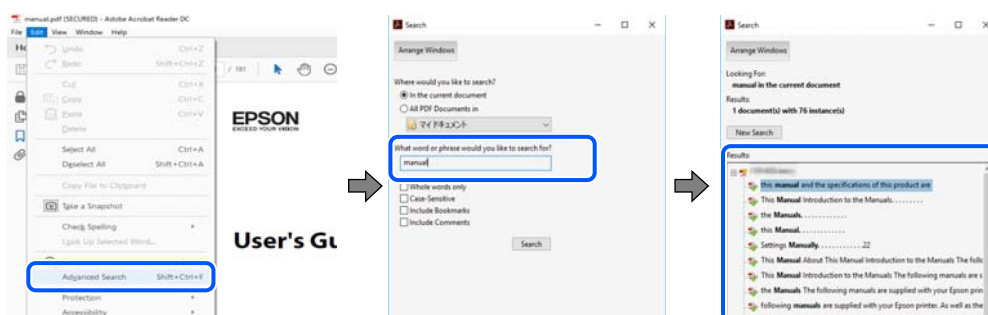 manual.pdf (SECURED) - Adobe Acrobat Reader DC
File Edit View Window Help
Undo Ctrl+Z
Redo Shift+Ctrl+Z
Cut Ctrl+X
Copy Ctrl+C
Paste Ctrl+V
Delete
Select All Ctrl+A
Deselect All Shift+Ctrl+A
Copy File to Clipboard
Take a Snapshot
Check Spelling
Look Up Selected Word...
Advanced Search Shift+Ctrl+F
Protection
Accessibility
/ 181
EPSON
EXCEED YOUR VISION
User's Gu
Search
Arrange Windows
Where would you like to search?
In the current document
All PDF Documents in
マイ ドキュメント
What word or phrase would you like to search for?
manual
Whole words only
Case-Sensitive
Include Bookmarks
Include Comments
Search
Search
Arrange Windows
Looking For:
manual in the current document
Results:
1 document(s) with 76 instance(s)
New Search
Results:
this manual and the specifications of this product are
This Manual Introduction to the Manuals. . . . . . . . .
the Manuals. . . . . . . . . . . . .
this Manual. . . . . . . . . . . . .
Settings Manually. . . . . . . . . . . . .22
This Manual About This Manual Introduction to the Manuals The follo
This Manual Introduction to the Manuals The following manuals are s
the Manuals The following manuals are supplied with your Epson prin
following manuals are supplied with your Epson printer. As well as the